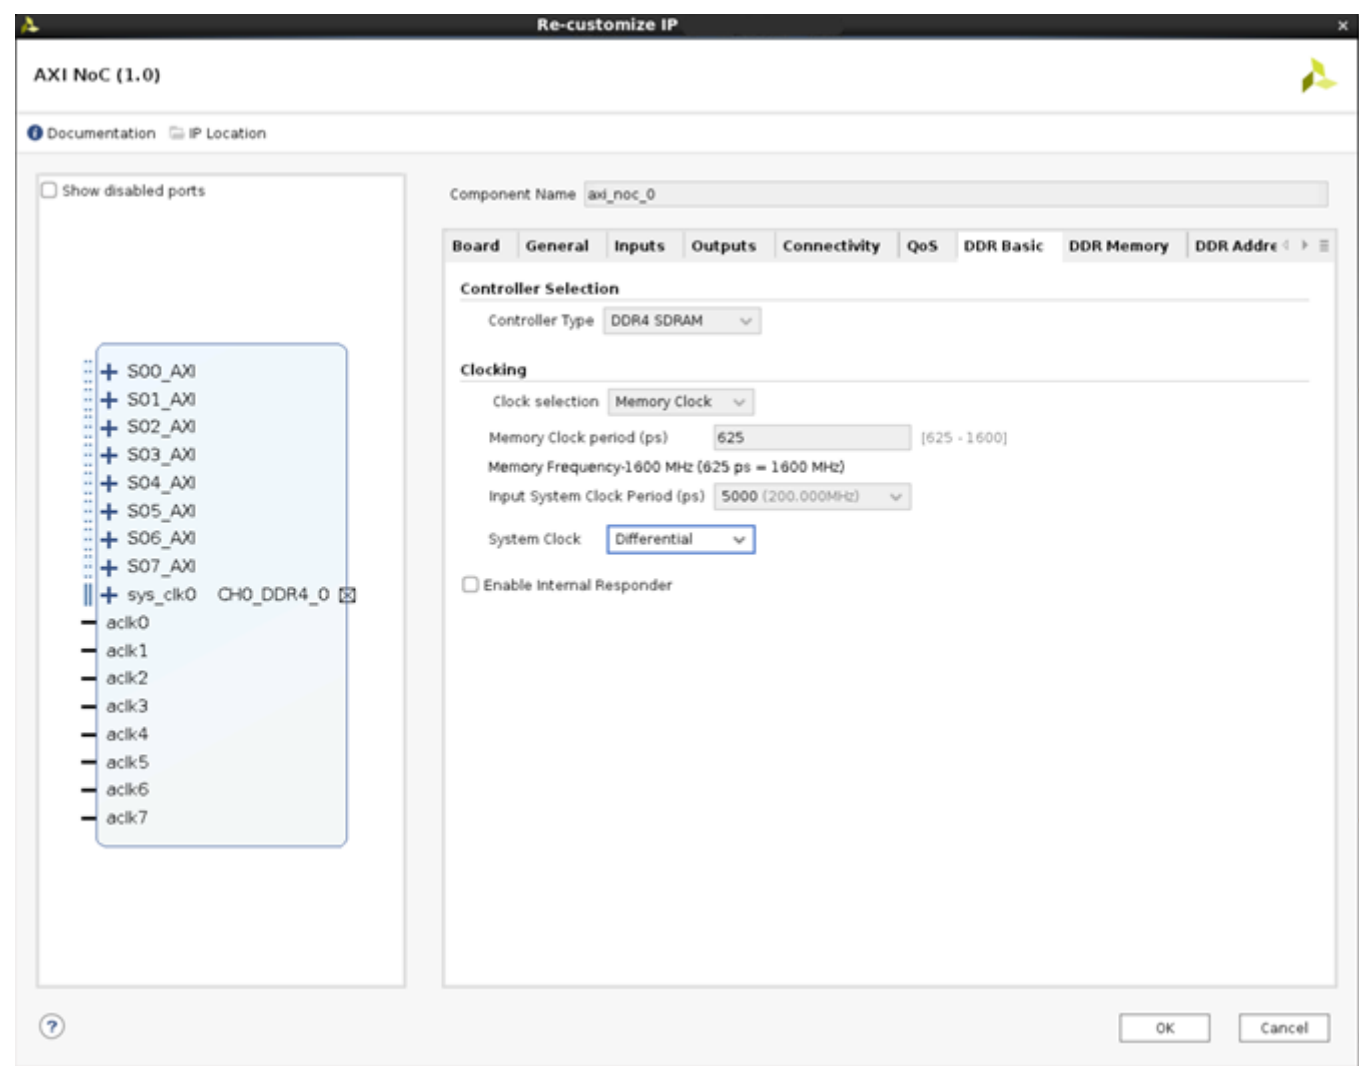 Re-customize IP
AXI NoC (1.0)
Documentation IP Location
Show disabled ports
S00_AXI
S01_AXI
S02_AXI
S03_AXI
S04_AXI
S05_AXI
S06_AXI
S07_AXI
sys_clk0 CH0_DDR4_0
aclk0
aclk1
aclk2
aclk3
aclk4
aclk5
aclk6
aclk7
Component Name axi_noc_0
Board General Inputs Outputs Connectivity QoS DDR Basic DDR Memory DDR Addre
Controller Selection
Controller Type DDR4 SDRAM
Clocking
Clock selection Memory Clock
Memory Clock period (ps) 625 [625 - 1600]
Memory Frequency-1600 MHz (625 ps = 1600 MHz)
Input System Clock Period (ps) 5000 (200.000MHz)
System Clock Differential
Enable Internal Responder
OK Cancel